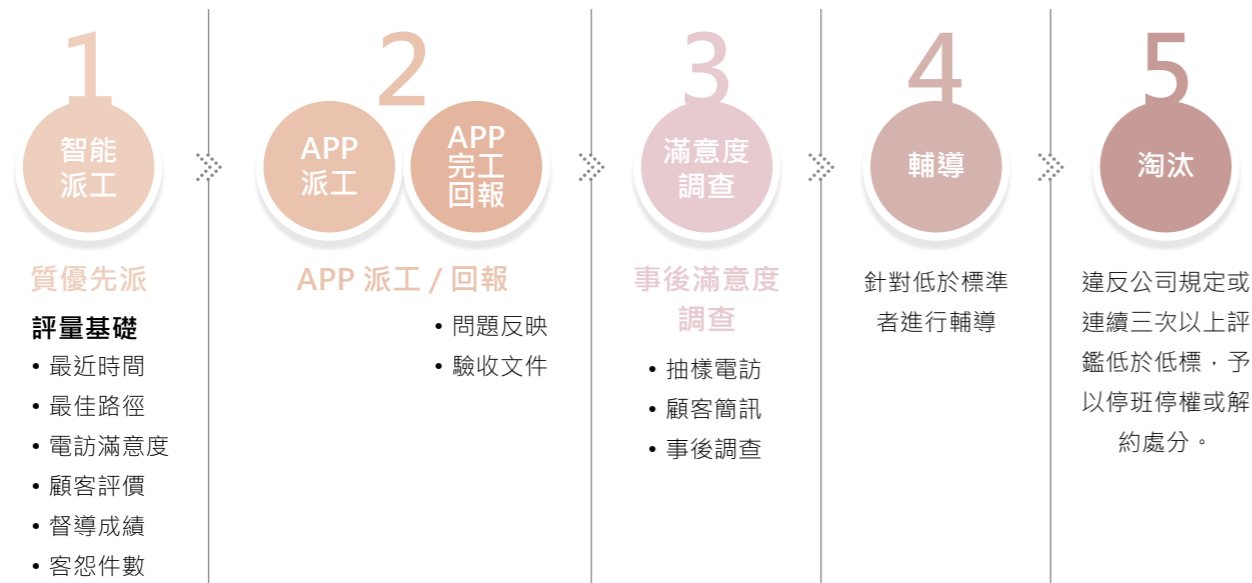 1
智能
派工
質優先派
評量基礎
• 最近時間
• 最佳路徑
• 電訪滿意度
• 顧客評價
• 督導成績
• 客怨件數
2
APP
派工
APP
完工
回報
APP 派工 / 回報
• 問題反映
• 驗收文件
3
滿意度
調查
事後滿意度
調查
• 抽樣電訪
• 顧客簡訊
• 事後調查
4
輔導
針對低於標準
者進行輔導
5
淘汰
違反公司規定或
連續三次以上評
鑑低於低標，予
以停班停權或解
約處分。